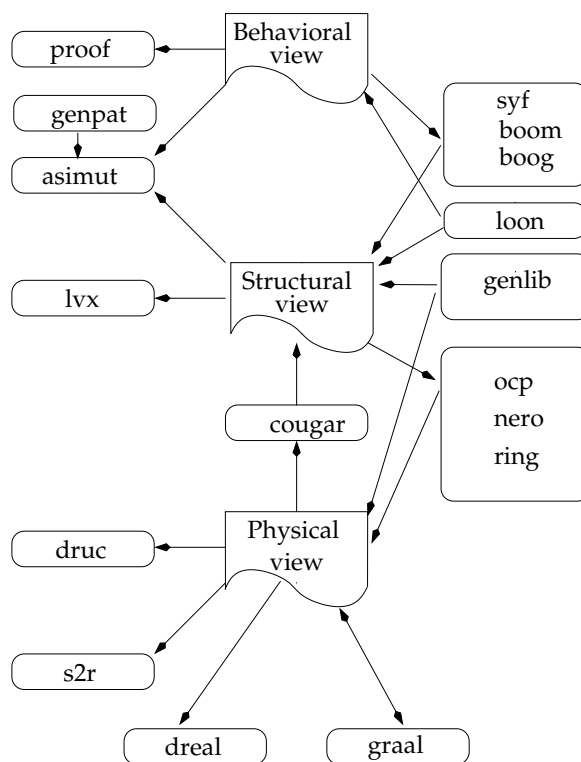 Behavioral
view
proof
genpat
asimut
syf
boom
boog
loon
Structural
view
lvx
genlib
ocp
nero
ring
cougar
Physical
view
druc
s2r
dreal
graal